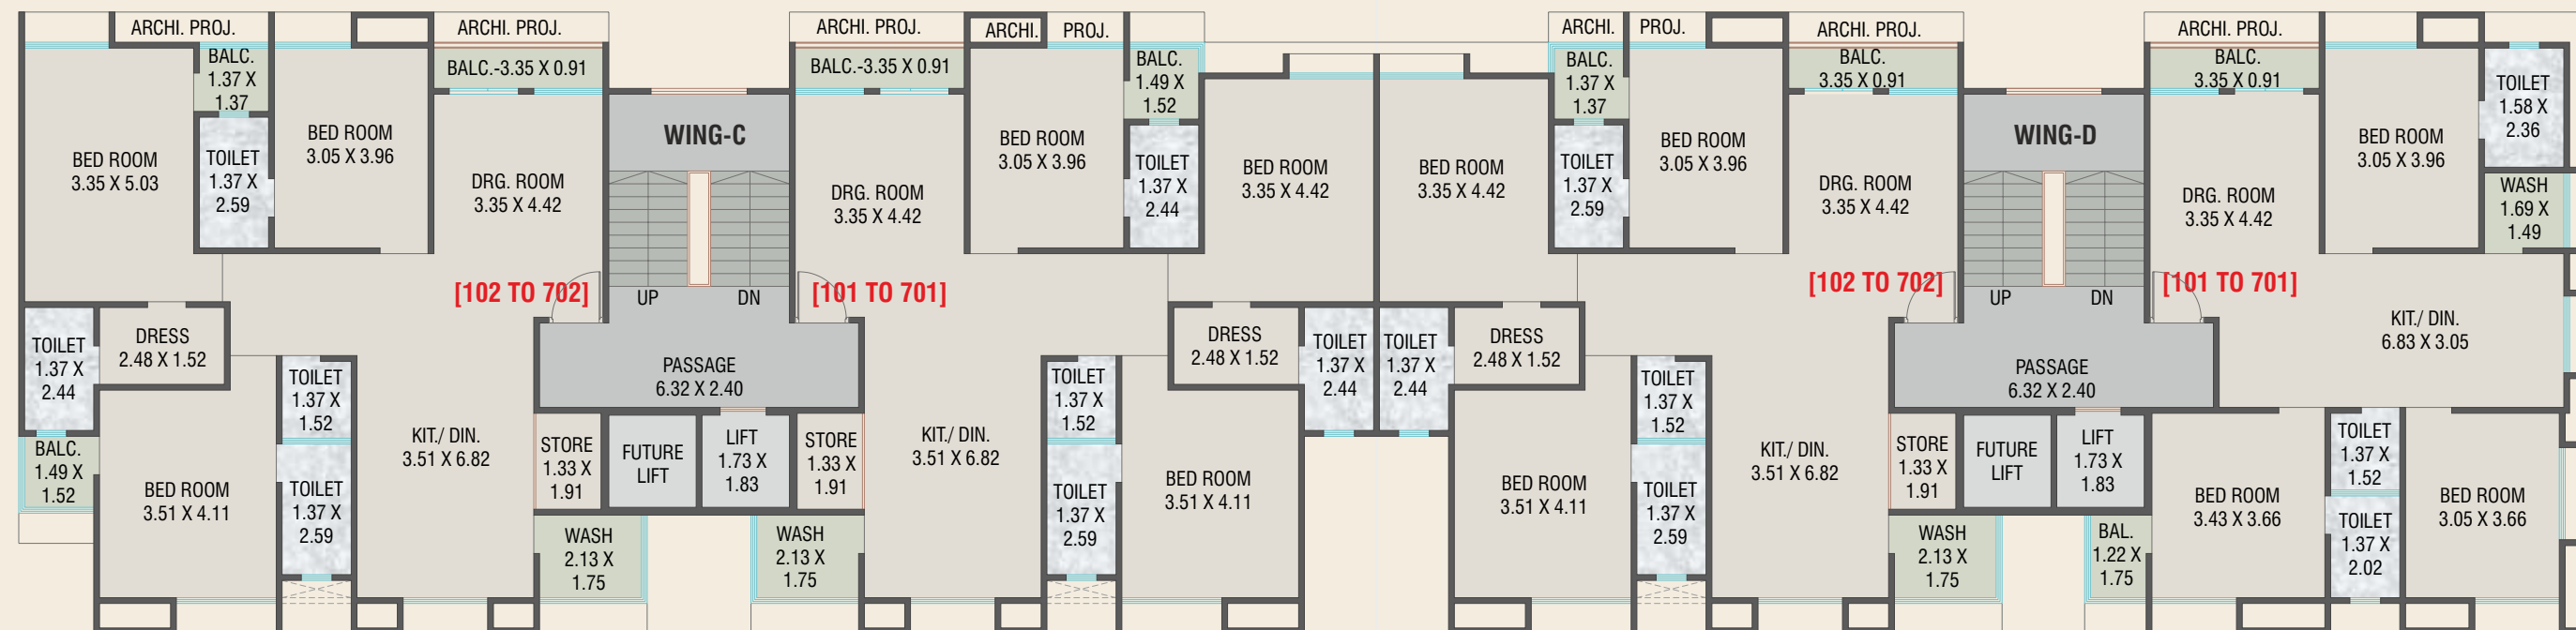 ARCHI. PROJ.
BALC.
1.37 X
1.37
BED ROOM
3.35 X 5.03
TOILET
1.37 X
2.59
BED ROOM
3.05 X 3.96
ARCHI. PROJ.
BALC.-3.35 X 0.91
DRG. ROOM
3.35 X 4.42
[102 TO 702]
DRESS
2.48 X 1.52
TOILET
1.37 X
2.44
BALC.
1.49 X
1.52
BED ROOM
3.51 X 4.11
TOILET
1.37 X
1.52
TOILET
1.37 X
2.59
KIT./ DIN.
3.51 X 6.82
STORE
1.33 X
1.91
WASH
2.13 X
1.75
WING-C
UP
DN
PASSAGE
6.32 X 2.40
FUTURE
LIFT
LIFT
1.73 X
1.83
ARCHI. PROJ.
BALC.-3.35 X 0.91
DRG. ROOM
3.35 X 4.42
[101 TO 701]
ARCHI.
PROJ.
BED ROOM
3.05 X 3.96
BALC.
1.49 X
1.52
TOILET
1.37 X
2.44
BED ROOM
3.35 X 4.42
DRESS
2.48 X 1.52
TOILET
1.37 X
2.44
STORE
1.33 X
1.91
WASH
2.13 X
1.75
KIT./ DIN.
3.51 X 6.82
TOILET
1.37 X
1.52
TOILET
1.37 X
2.59
BED ROOM
3.51 X 4.11
BED ROOM
3.35 X 4.42
ARCHI.
PROJ.
BALC.
1.37 X
1.37
TOILET
1.37 X
2.59
BED ROOM
3.05 X 3.96
ARCHI. PROJ.
BALC.
3.35 X 0.91
DRG. ROOM
3.35 X 4.42
[102 TO 702]
TOILET
1.37 X
2.44
DRESS
2.48 X 1.52
BED ROOM
3.51 X 4.11
TOILET
1.37 X
1.52
TOILET
1.37 X
2.59
KIT./ DIN.
3.51 X 6.82
STORE
1.33 X
1.91
WASH
2.13 X
1.75
WING-D
UP
DN
PASSAGE
6.32 X 2.40
FUTURE
LIFT
LIFT
1.73 X
1.83
ARCHI. PROJ.
BALC.
3.35 X 0.91
DRG. ROOM
3.35 X 4.42
[101 TO 701]
BED ROOM
3.05 X 3.96
TOILET
1.58 X
2.36
WASH
1.69 X
1.49
KIT./ DIN.
6.83 X 3.05
BAL.
1.22 X
1.75
BED ROOM
3.43 X 3.66
TOILET
1.37 X
1.52
TOILET
1.37 X
2.02
BED ROOM
3.05 X 3.66